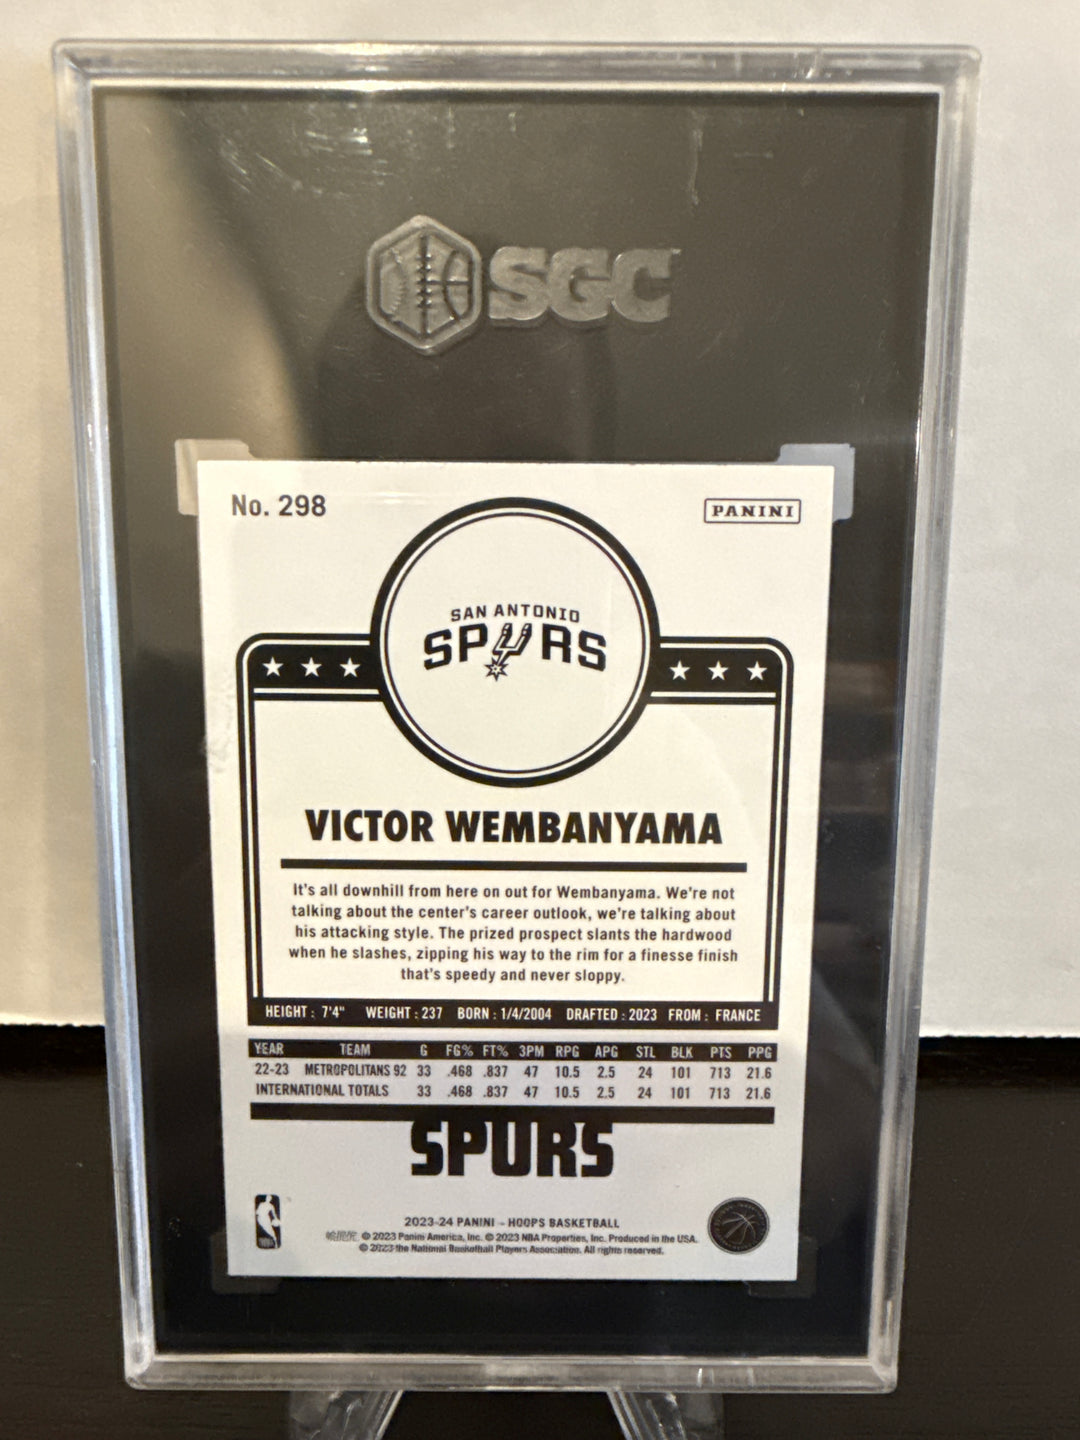 SGC
No. 298
PANINI
SAN ANTONIO
SPURS
VICTOR WEMBANYAMA
It's all downhill from here on out for Wembanyama. We're not
talking about the center's career outlook, we're talking about
his attacking style. The prized prospect slants the hardwood
when he slashes, zipping his way to the rim for a finesse finish
that's speedy and never sloppy.
HEIGHT: 7'4" WEIGHT: 237 BORN: 1/4/2004 DRAFTED: 2023 FROM: FRANCE
YEAR TEAM G FG% FT% 3PM RPG APG STL BLK PTS PPG
22-23 METROPOLITANS 92 33 .468 .837 47 10.5 2.5 24 101 713 21.6
INTERNATIONAL TOTALS 33 .468 .837 47 10.5 2.5 24 101 713 21.6
SPURS
2023-24 PANINI - HOOPS BASKETBALL
© 2023 Panini America, Inc. © 2023 NBA Properties, Inc. Produced in the USA.
© 2023 the National Basketball Players Association. All rights reserved.